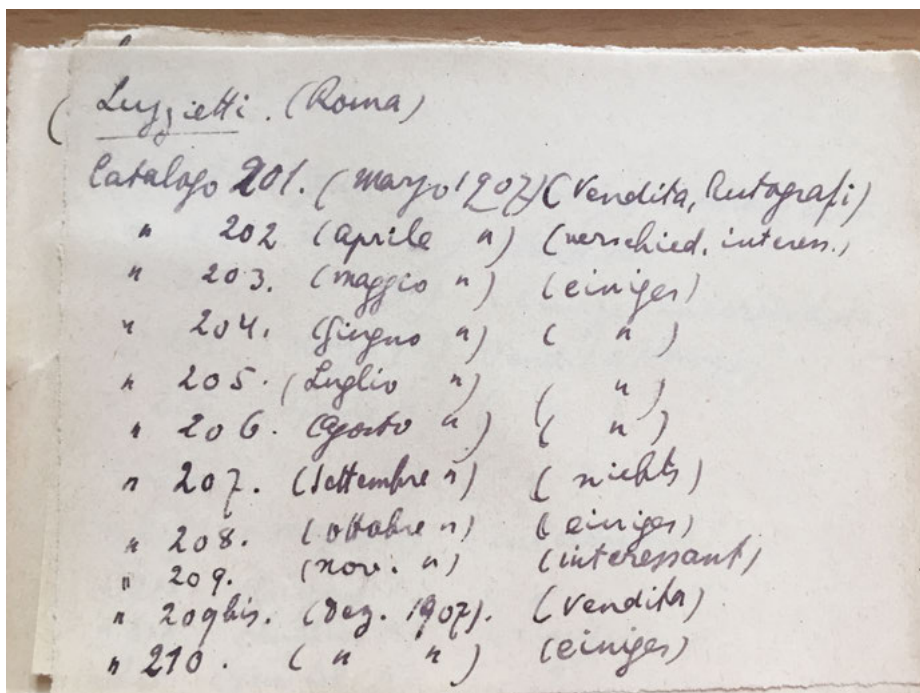 ( Luzzietti. (Roma)
Catalogo 201. (marzo 1907) (Vendita, Autografi)
" 202 (aprile ") (verschied. interess.)
" 203. (maggio ") (einiges)
" 204. (Giugno ") ( " )
" 205. (Luglio ") ( " )
" 206. (Agosto ") ( " )
" 207. (Settembre ") ( nichts)
" 208. (ottobre ") (einiges)
" 209. (nov. ") (interessant)
" 209bis. (Dez. 1907). (Vendita)
" 210. ( " " ) (einiges)